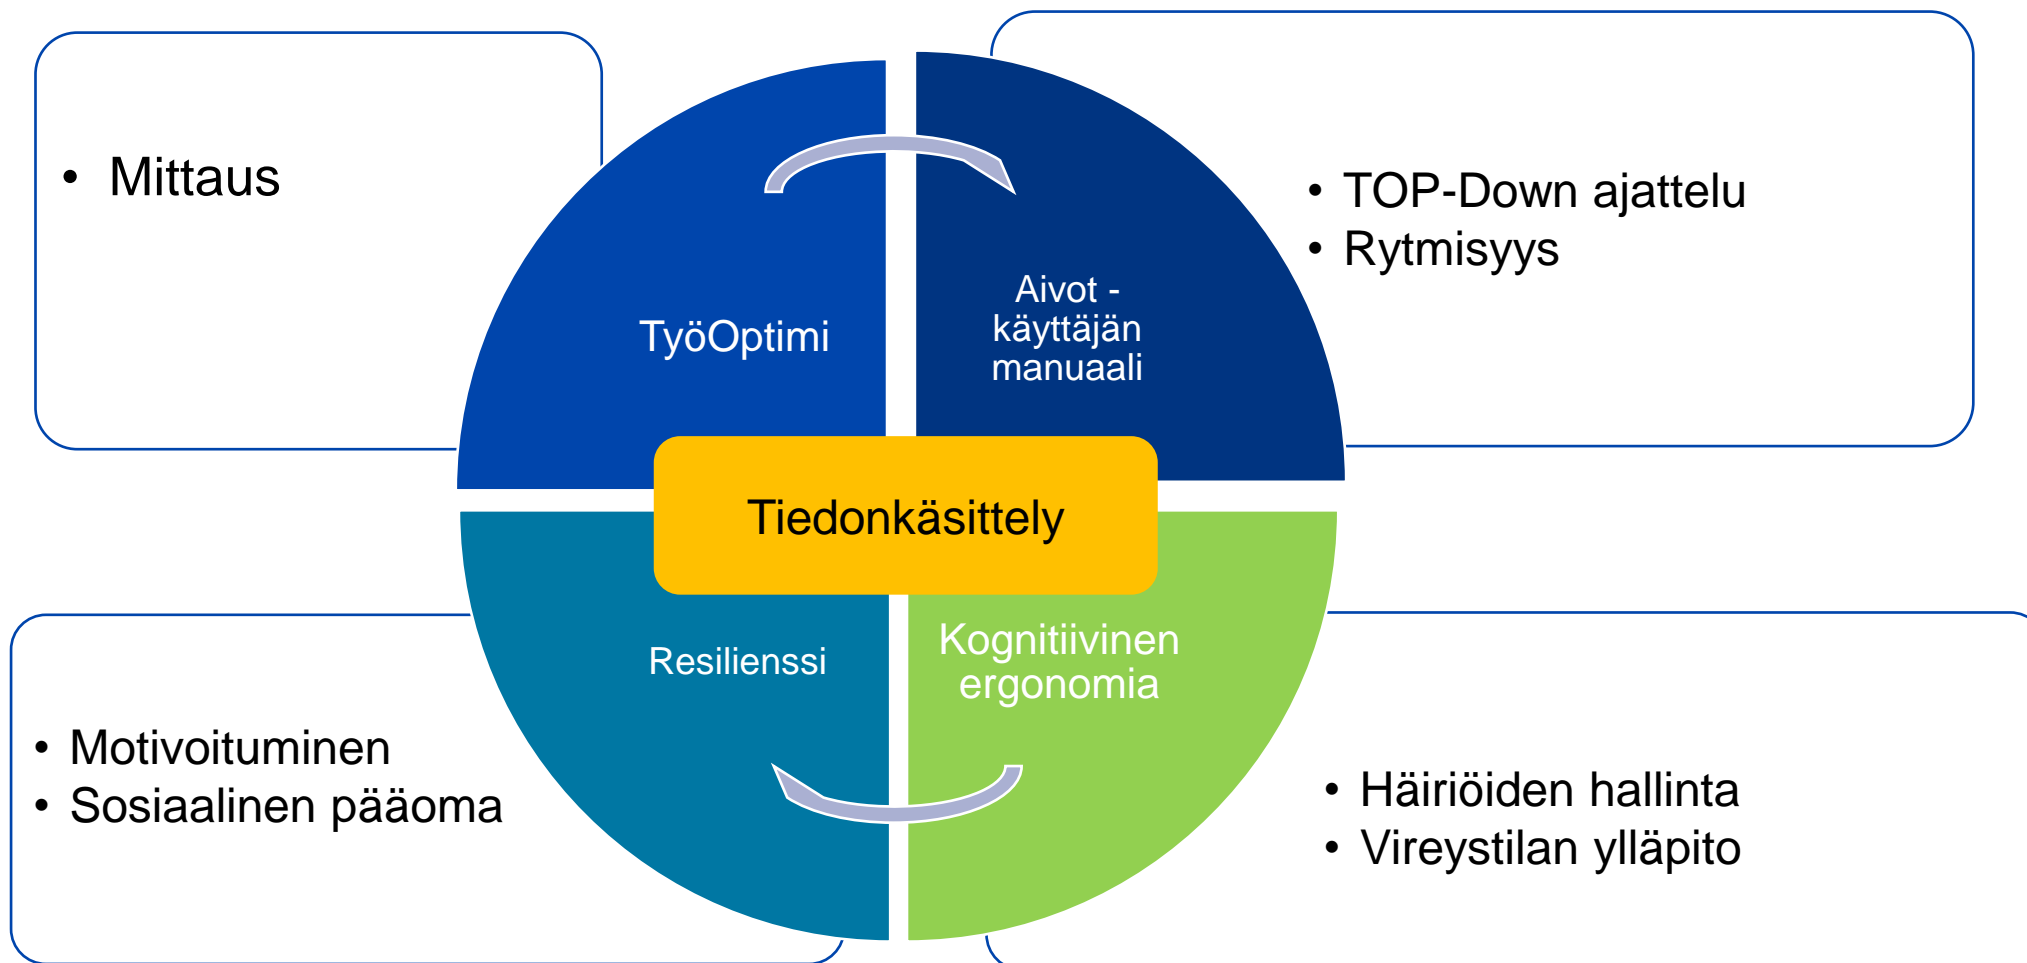 • Mittaus
• TOP-Down ajattelu
• Rytmisyys
TyöOptimi
Aivot -
käyttäjän
manuaali
Tiedonkäsittely
Resilienssi
Kognitiivinen
ergonomia
• Motivoituminen
• Sosiaalinen pääoma
• Häiriöiden hallinta
• Vireystilan ylläpito